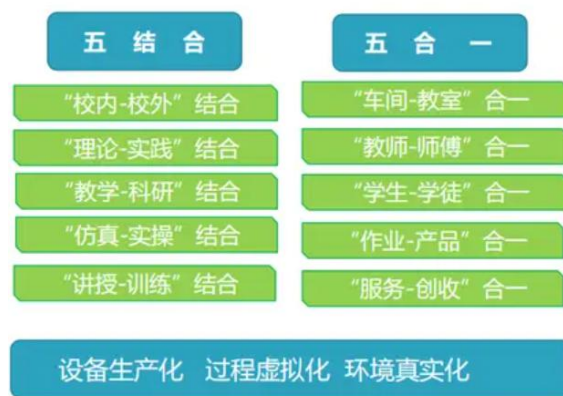 五 结 合
“校内-校外”结合
“理论-实践”结合
“教学-科研”结合
“仿真-实操”结合
“讲授-训练”结合
五 合 一
“车间-教室”合一
“教师-师傅”合一
“学生-学徒”合一
“作业-产品”合一
“服务-创收”合一
设备生产化 过程虚拟化 环境真实化